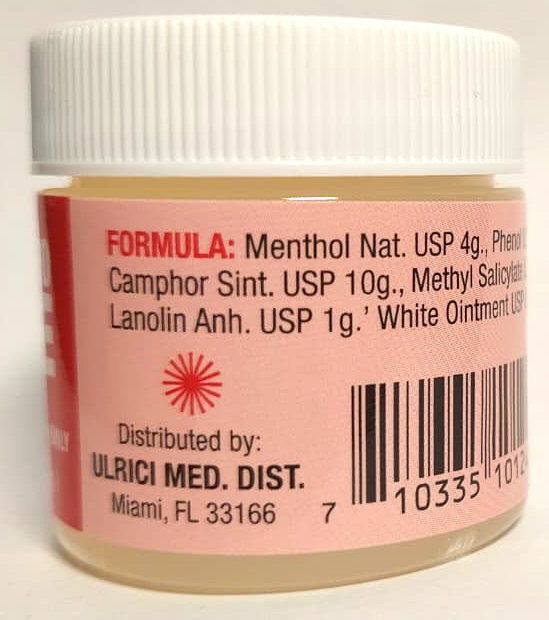 FORMULA: Menthol Nat. USP 4g., Phenol
Camphor Sint. USP 10g., Methyl Salicylate
Lanolin Anh. USP 1g.' White Ointment USP
Distributed by:
ULRICI MED. DIST.
Miami, FL 33166
7 10335 1012